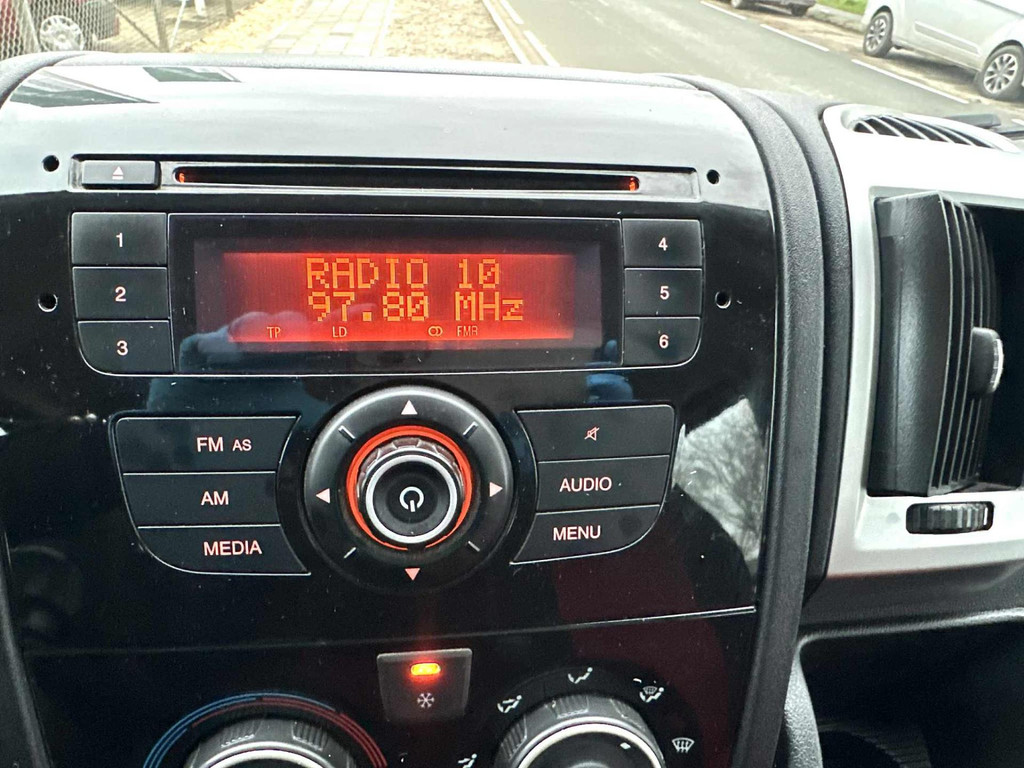 1
2
3
RADIO 10
97.80 MHz
TP LD FMB
4
5
6
FM AS
AM
MEDIA
AUDIO
MENU